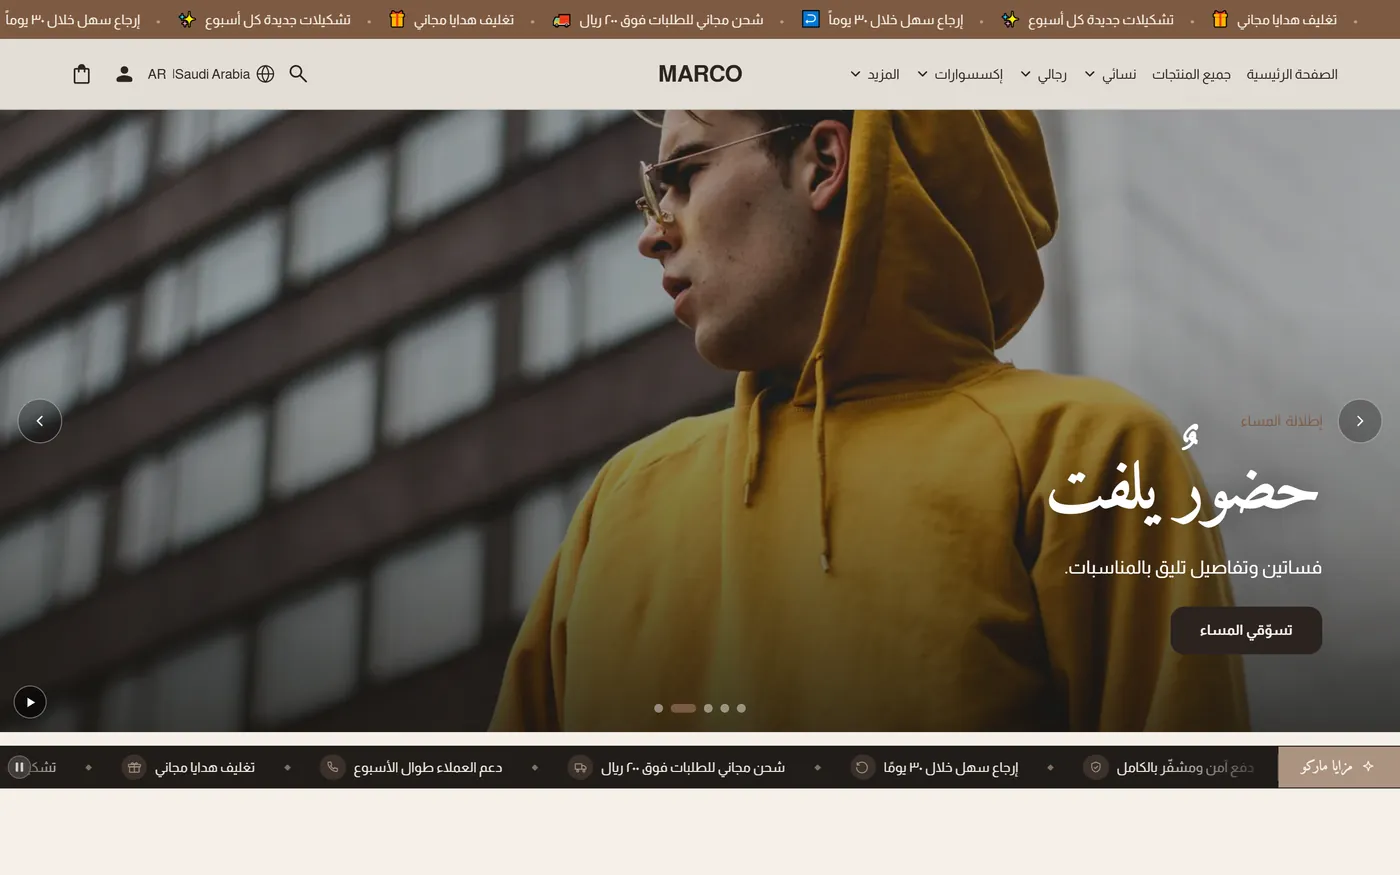 تغليف هدايا مجاني • تشكيلات جديدة كل أسبوع • إرجاع سهل خلال ٣٠ يوماً • شحن مجاني للطلبات فوق ٢٠٠ ريال • تغليف هدايا مجاني • تشكيلات جديدة كل أسبوع • إرجاع سهل خلال ٣٠ يوماً
الصفحة الرئيسية جميع المنتجات نسائي رجالي إكسسوارات المزيد
MARCO
AR |Saudi Arabia
إطلالة المساء
حضورٌ يلفت
فساتين وتفاصيل تليق بالمناسبات.
تسوّقي المساء
مزايا ماركو
دفع آمن ومشفّر بالكامل
إرجاع سهل خلال ٣٠ يومًا
شحن مجاني للطلبات فوق ٢٠٠ ريال
دعم العملاء طوال الأسبوع
تغليف هدايا مجاني